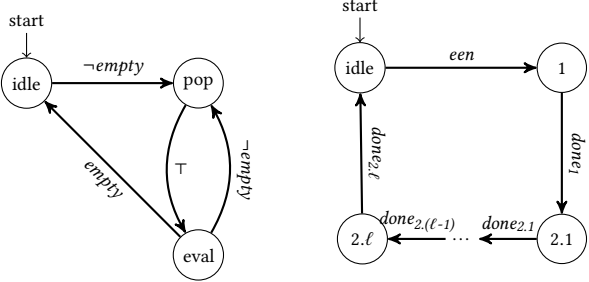 start
idle
¬empty
pop
⊤
¬empty
empty
eval
start
idle
een
1
done₁
2.1
done₂.₁
...
done₂.₍ℓ₋₁₎
2.ℓ
done₂.ℓ